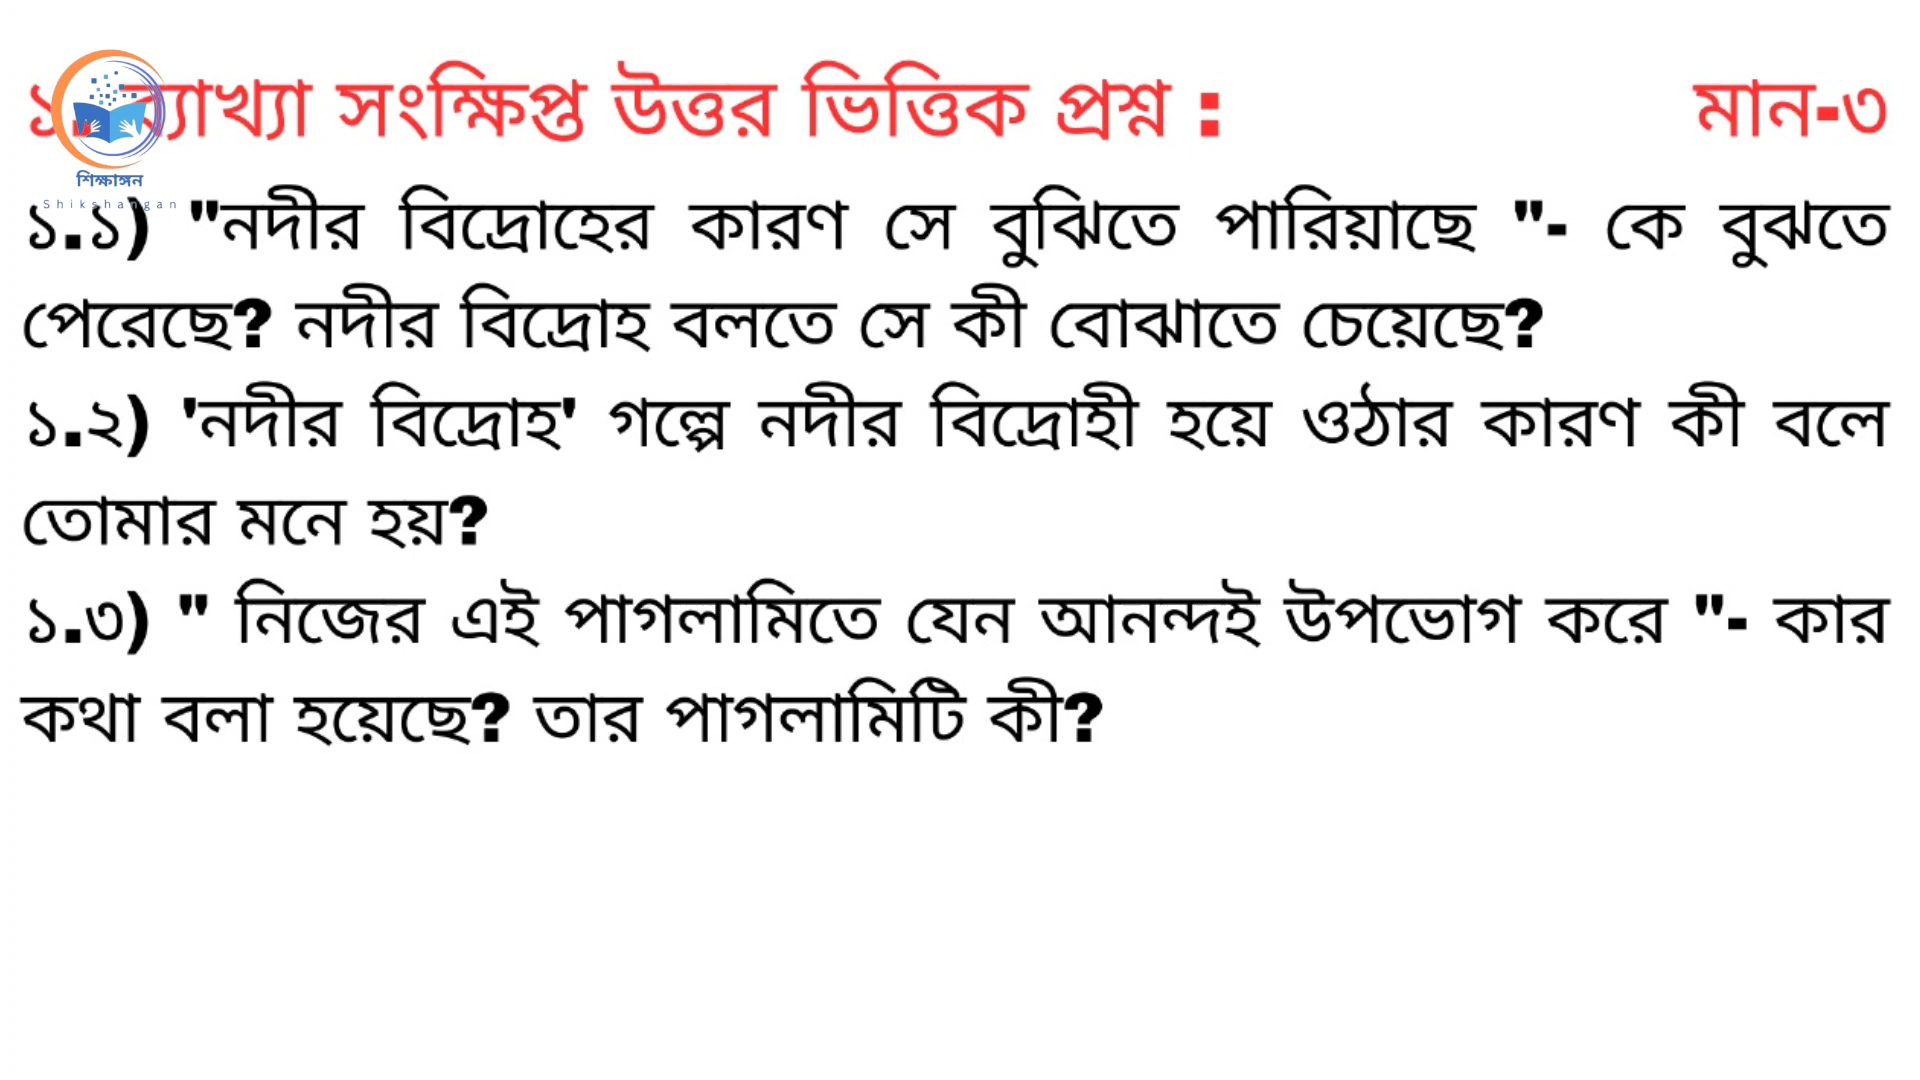 সংক্ষিপ্ত উত্তর ভিত্তিক প্রশ্ন : মান-৩
শিক্ষাঙ্গন
Shikshangan
১.১) "নদীর বিদ্রোহের কারণ সে বুঝিতে পারিয়াছে "- কে বুঝতে
পেরেছে? নদীর বিদ্রোহ বলতে সে কী বোঝাতে চেয়েছে?
১.২) 'নদীর বিদ্রোহ' গল্পে নদীর বিদ্রোহী হয়ে ওঠার কারণ কী বলে
তোমার মনে হয়?
১.৩) " নিজের এই পাগলামিতে যেন আনন্দই উপভোগ করে "- কার
কথা বলা হয়েছে? তার পাগলামিটি কী?